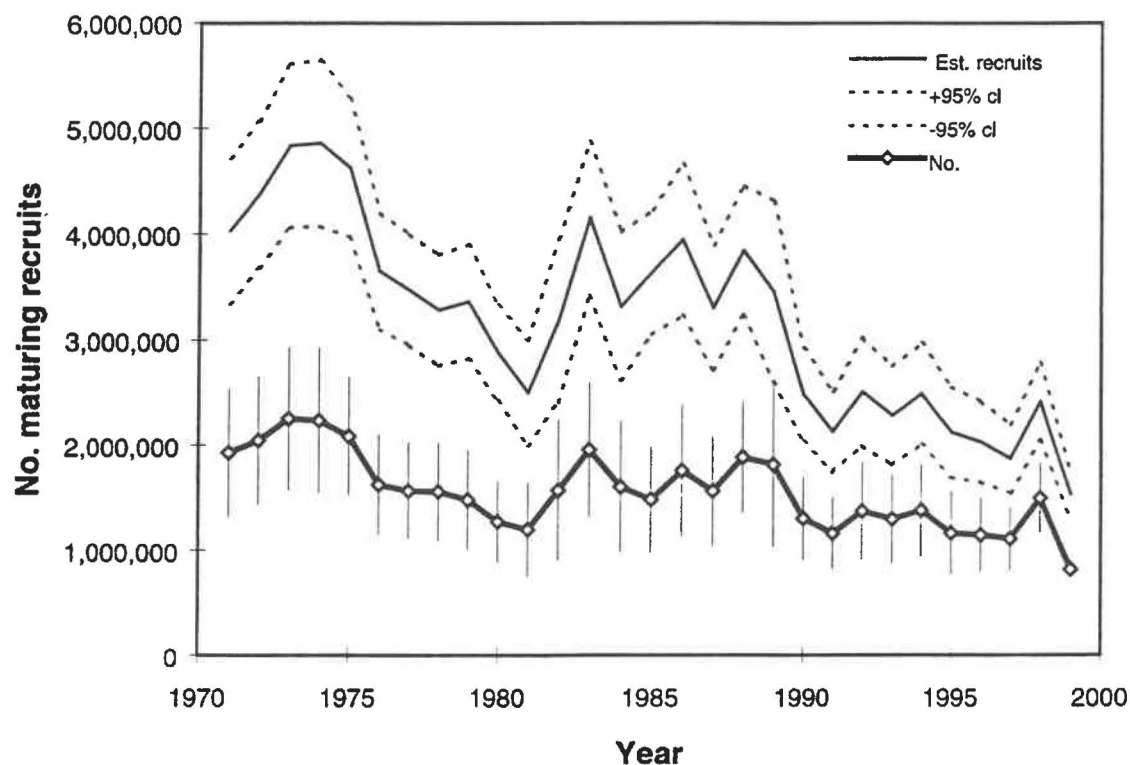 6,000,000
5,000,000
4,000,000
3,000,000
2,000,000
1,000,000
0
No. maturing recruits
Est. recruits
+95% cl
-95% cl
No.
1970 1975 1980 1985 1990 1995 2000
Year